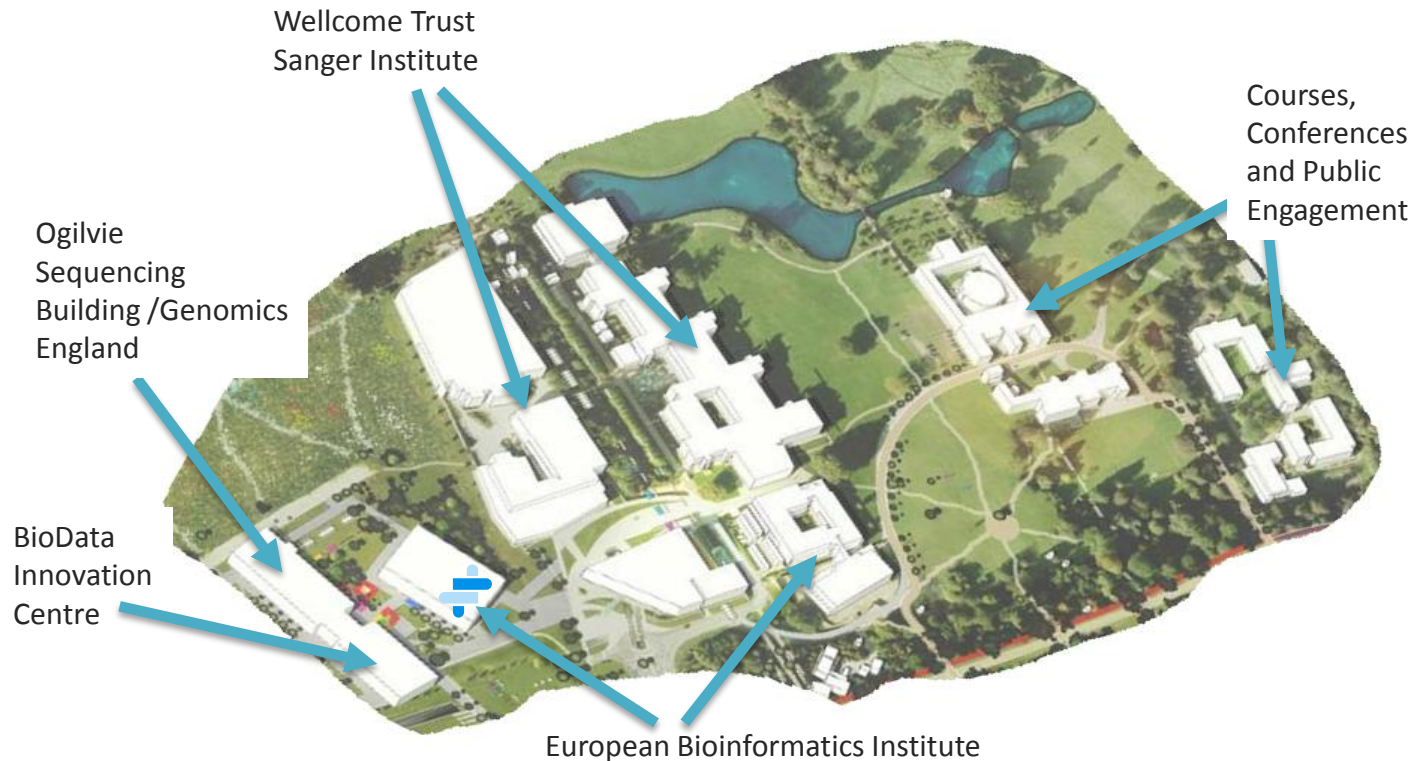 Wellcome Trust
Sanger Institute
Courses,
Conferences
and Public
Engagement
Ogilvie
Sequencing
Building /Genomics
England
BioData
Innovation
Centre
European Bioinformatics Institute